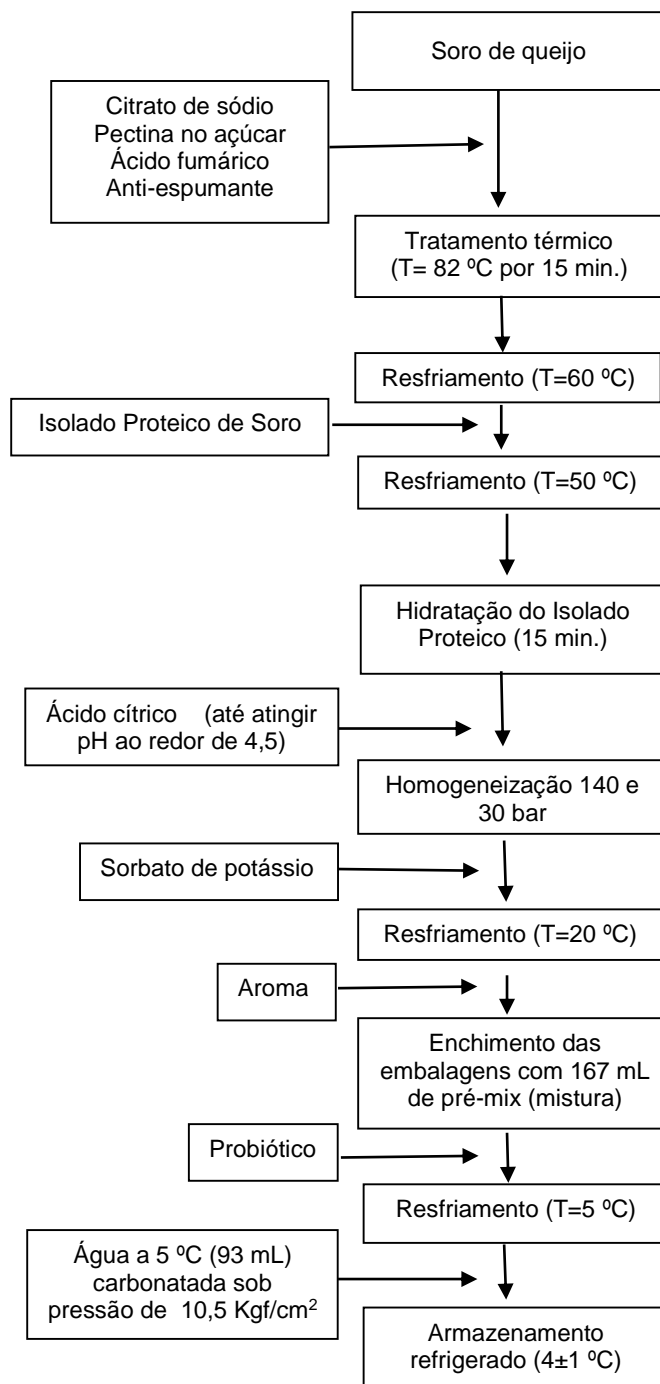 Soro de queijo
Citrato de sódio
Pectina no açúcar
Ácido fumárico
Anti-espumante
Tratamento térmico
(T= 82 ºC por 15 min.)
Resfriamento (T=60 ºC)
Isolado Proteico de Soro
Resfriamento (T=50 ºC)
Hidratação do Isolado
Proteico (15 min.)
Ácido cítrico (até atingir
pH ao redor de 4,5)
Homogeneização 140 e
30 bar
Sorbato de potássio
Resfriamento (T=20 ºC)
Aroma
Enchimento das
embalagens com 167 mL
de pré-mix (mistura)
Probiótico
Resfriamento (T=5 ºC)
Água a 5 ºC (93 mL)
carbonatada sob
pressão de 10,5 Kgf/cm²
Armazenamento
refrigerado (4±1 ºC)